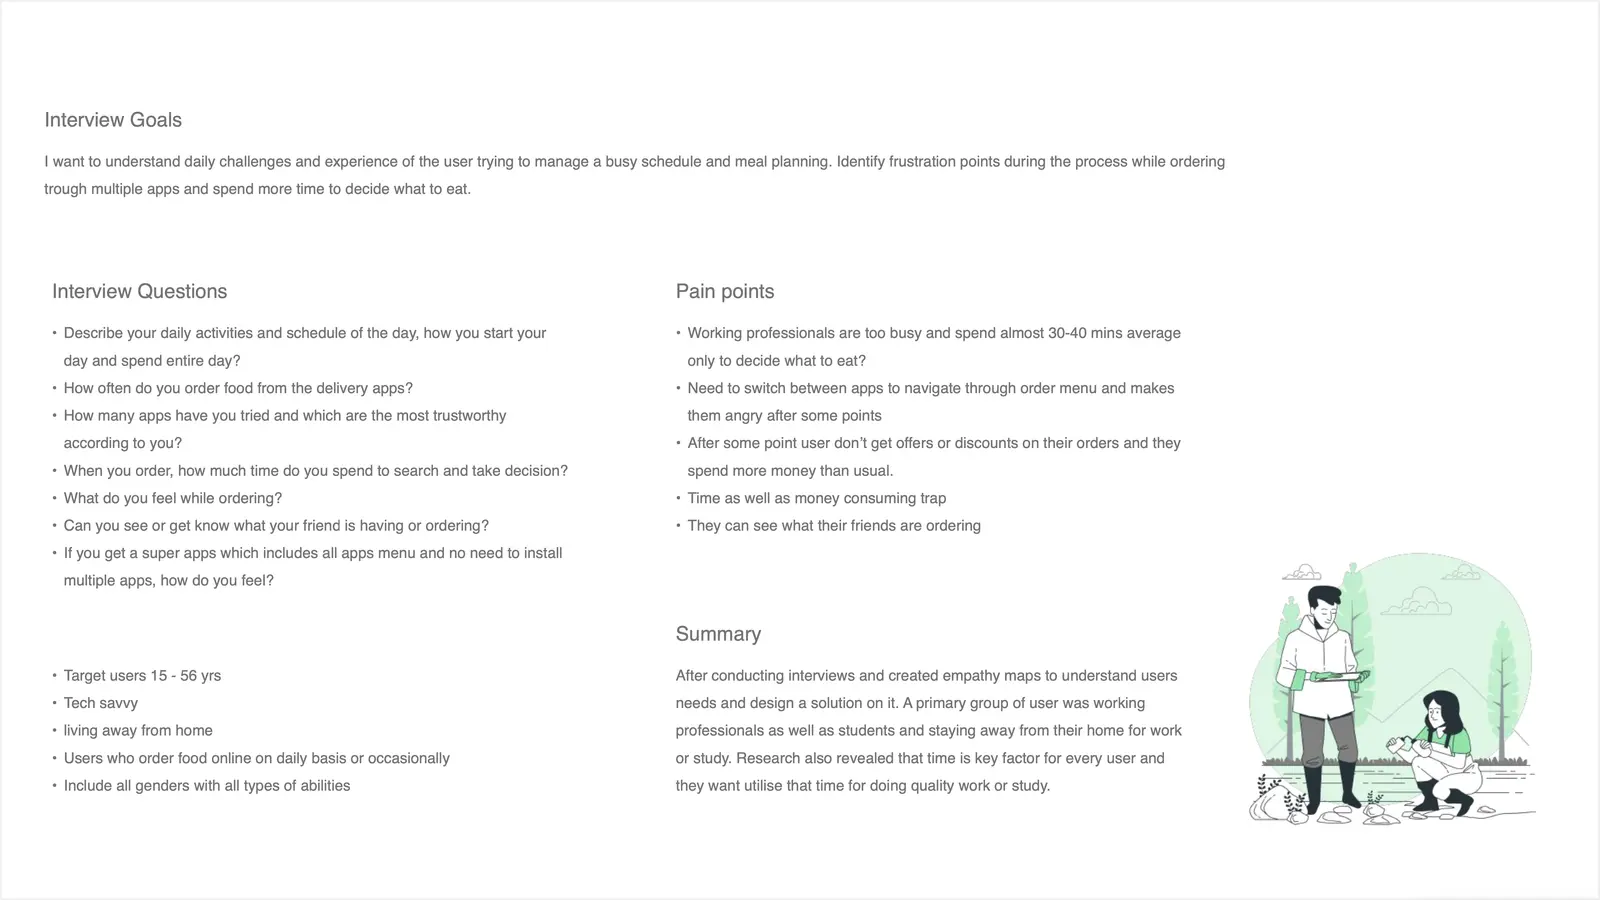 Interview Goals
I want to understand daily challenges and experience of the user trying to manage a busy schedule and meal planning. Identify frustration points during the process while ordering
trough multiple apps and spend more time to decide what to eat.
Interview Questions
• Describe your daily activities and schedule of the day, how you start your
day and spend entire day?
• How often do you order food from the delivery apps?
• How many apps have you tried and which are the most trustworthy
according to you?
• When you order, how much time do you spend to search and take decision?
• What do you feel while ordering?
• Can you see or get know what your friend is having or ordering?
• If you get a super apps which includes all apps menu and no need to install
multiple apps, how do you feel?
• Target users 15 - 56 yrs
• Tech savvy
• living away from home
• Users who order food online on daily basis or occasionally
• Include all genders with all types of abilities
Pain points
• Working professionals are too busy and spend almost 30-40 mins average
only to decide what to eat?
• Need to switch between apps to navigate through order menu and makes
them angry after some points
• After some point user don’t get offers or discounts on their orders and they
spend more money than usual.
• Time as well as money consuming trap
• They can see what their friends are ordering
Summary
After conducting interviews and created empathy maps to understand users
needs and design a solution on it. A primary group of user was working
professionals as well as students and staying away from their home for work
or study. Research also revealed that time is key factor for every user and
they want utilise that time for doing quality work or study.